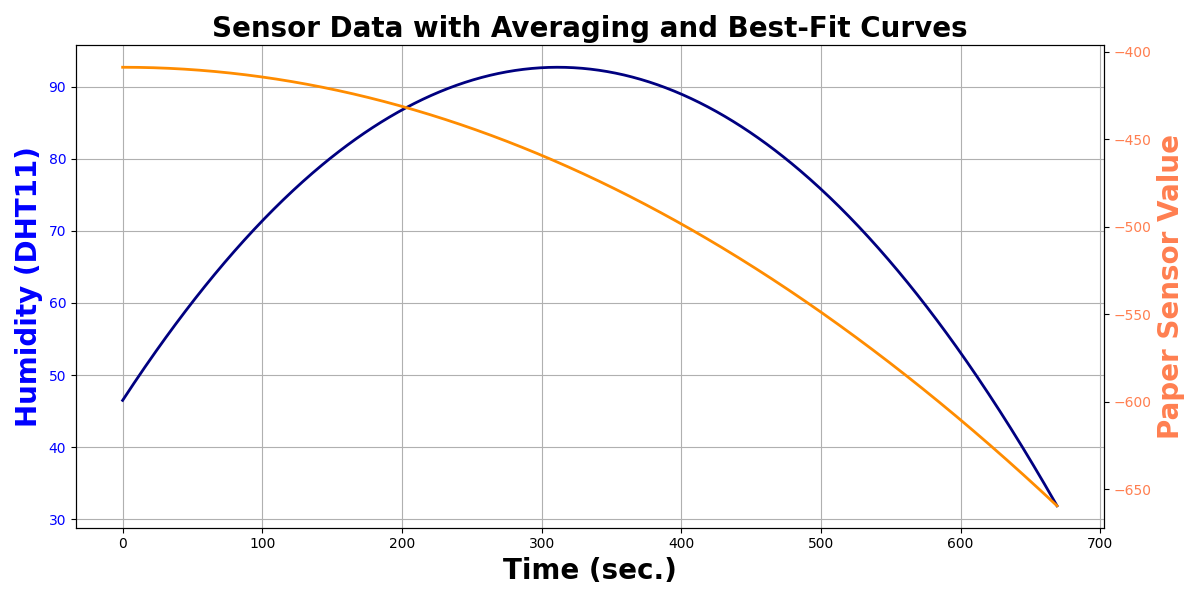 Sensor Data with Averaging and Best-Fit Curves
Humidity (DHT11)
90
80
70
60
50
40
30
−400
−450
−500
−550
−600
−650
Paper Sensor Value
0 100 200 300 400 500 600 700
Time (sec.)